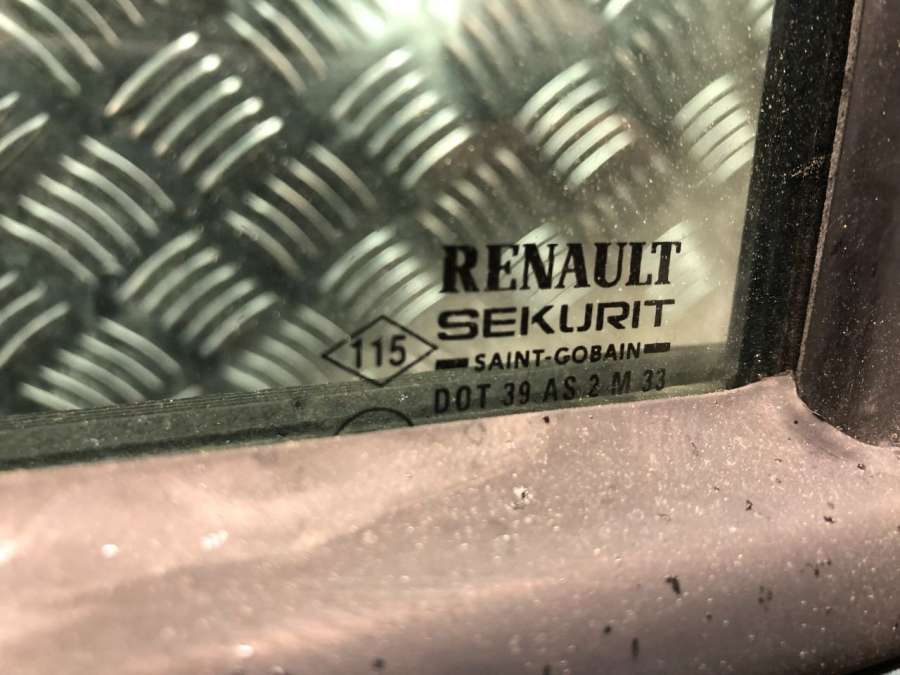 RENAULT
SEKURIT
115
SAINT-GOBAIN
DOT 39 AS 2 M 33